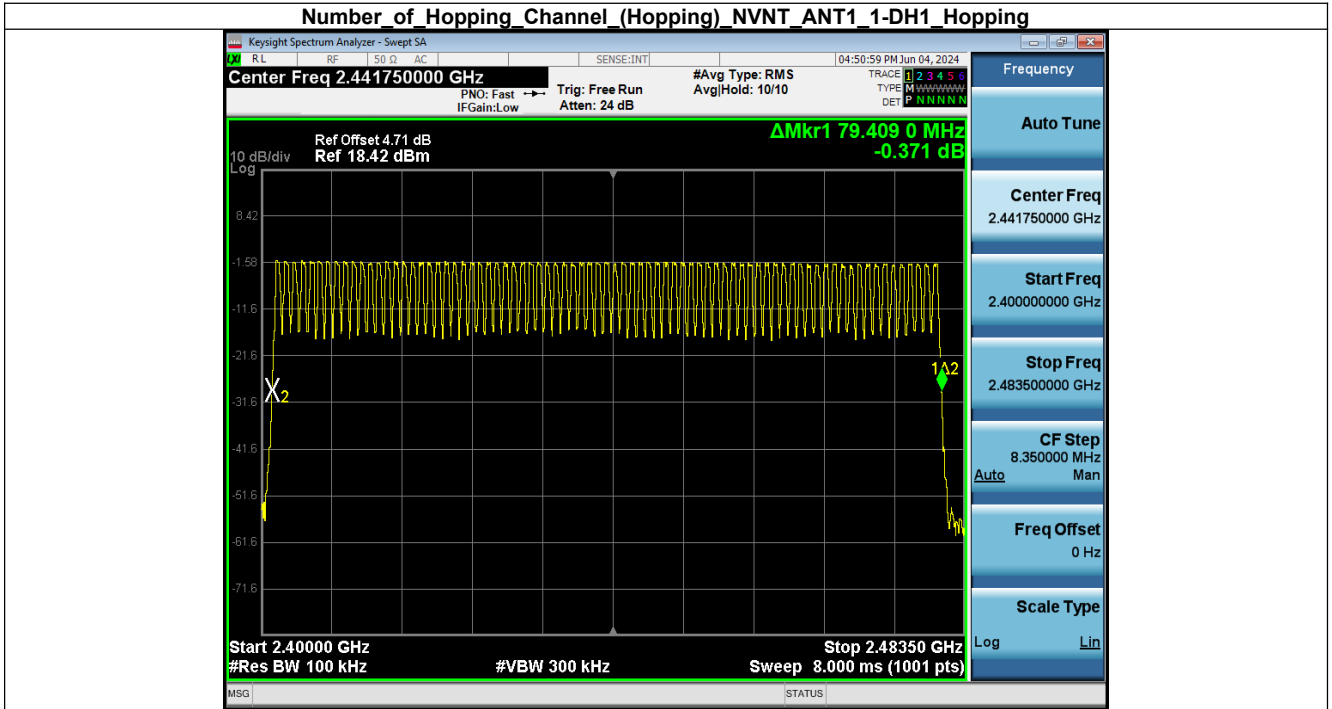 Number_of_Hopping_Channel_(Hopping)_NVNT_ANT1_1-DH1_Hopping
Keysight Spectrum Analyzer - Swept SA
LXI RL RF 50 Ω AC SENSE:INT 04:50:59 PM Jun 04, 2024
Center Freq 2.441750000 GHz
PNO: Fast
IFGain:Low
Trig: Free Run
Atten: 24 dB
#Avg Type: RMS
Avg|Hold: 10/10
TRACE 1 2 3 4 5 6
TYPE M W W W W W
DET P N N N N N
ΔMkr1 79.409 0 MHz
-0.371 dB
Ref Offset 4.71 dB
10 dB/div Ref 18.42 dBm
Log
8.42
-1.58
-11.6
-21.6
-31.6
-41.6
-51.6
-61.6
-71.6
2
1Δ2
Start 2.40000 GHz Stop 2.48350 GHz
#Res BW 100 kHz #VBW 300 kHz Sweep 8.000 ms (1001 pts)
MSG STATUS
Frequency
Auto Tune
Center Freq
2.441750000 GHz
Start Freq
2.400000000 GHz
Stop Freq
2.483500000 GHz
CF Step
8.350000 MHz
Auto Man
Freq Offset
0 Hz
Scale Type
Log Lin